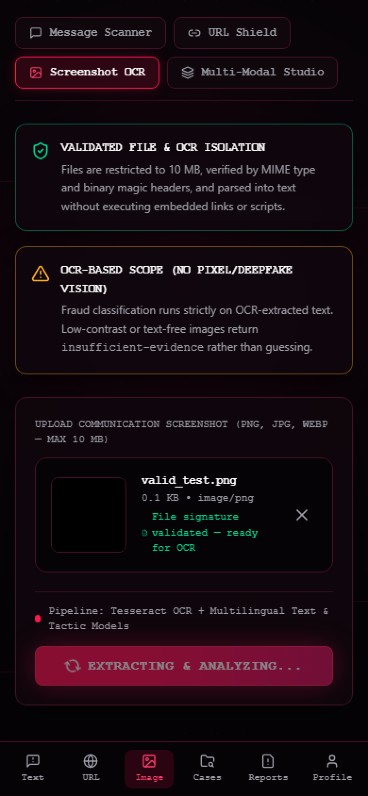 Message Scanner
URL Shield
Screenshot OCR
Multi-Modal Studio
VALIDATED FILE & OCR ISOLATION
Files are restricted to 10 MB, verified by MIME type
and binary magic headers, and parsed into text
without executing embedded links or scripts.
OCR-BASED SCOPE (NO PIXEL/DEEPFAKE
VISION)
Fraud classification runs strictly on OCR-extracted text.
Low-contrast or text-free images return
insufficient-evidence rather than guessing.
UPLOAD COMMUNICATION SCREENSHOT (PNG, JPG, WEBP
— MAX 10 MB)
valid_test.png
0.1 KB • image/png
File signature
validated — ready
for OCR
Pipeline: Tesseract OCR + Multilingual Text &
Tactic Models
EXTRACTING & ANALYZING...
Text
URL
Image
Cases
Reports
Profile